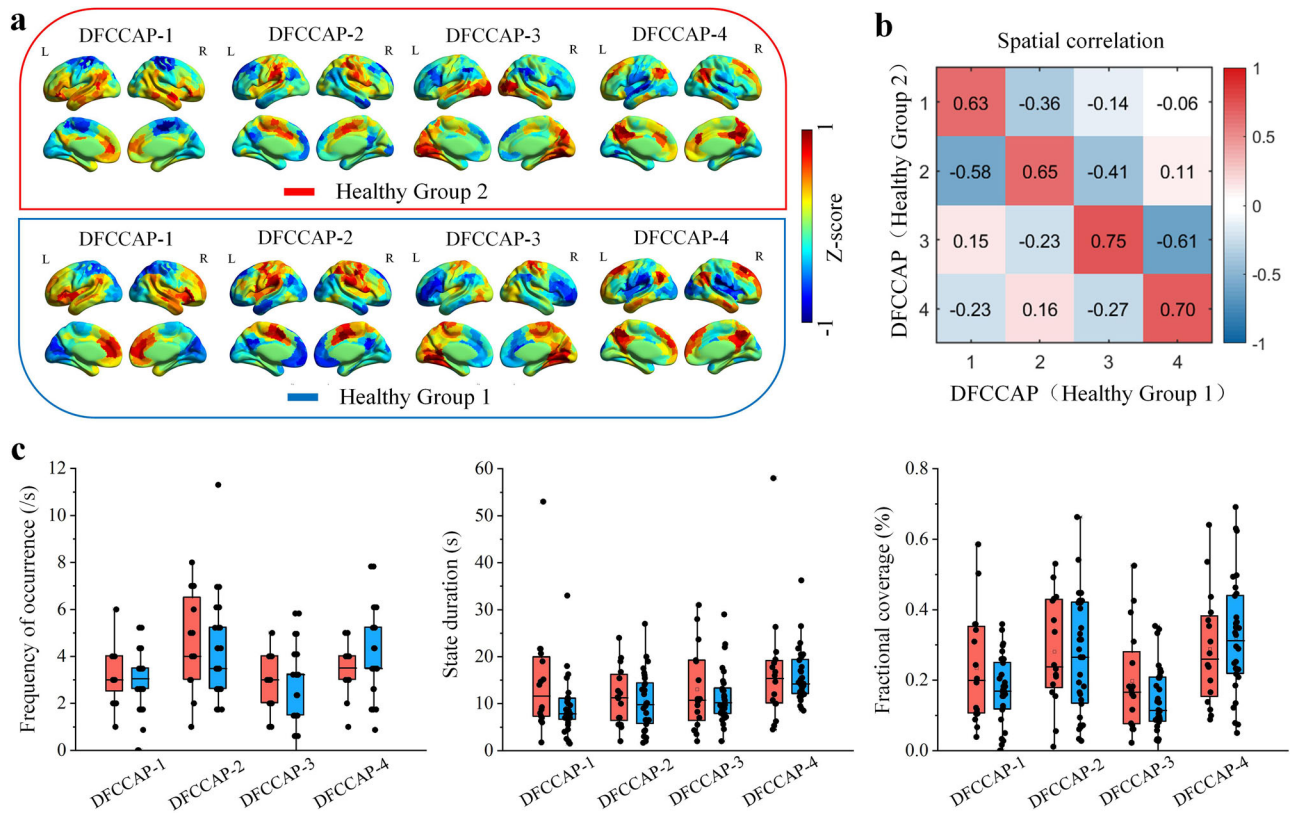 a
DFCCAP-1 DFCCAP-2 DFCCAP-3 DFCCAP-4
L R L R L R L R
Healthy Group 2
DFCCAP-1 DFCCAP-2 DFCCAP-3 DFCCAP-4
L R L R L R L R
Healthy Group 1
1
Z-score
-1
b
Spatial correlation
DFCCAP（Healthy Group 2）
1 0.63 -0.36 -0.14 -0.06
2 -0.58 0.65 -0.41 0.11
3 0.15 -0.23 0.75 -0.61
4 -0.23 0.16 -0.27 0.70
1 2 3 4
DFCCAP（Healthy Group 1）
1
0.5
0
-0.5
-1
c
Frequency of occurrence (/s)
12
10
8
6
4
2
0
DFCCAP-1 DFCCAP-2 DFCCAP-3 DFCCAP-4
State duration (s)
60
50
40
30
20
10
0
DFCCAP-1 DFCCAP-2 DFCCAP-3 DFCCAP-4
Fractional coverage (%)
0.8
0.6
0.4
0.2
0.0
DFCCAP-1 DFCCAP-2 DFCCAP-3 DFCCAP-4